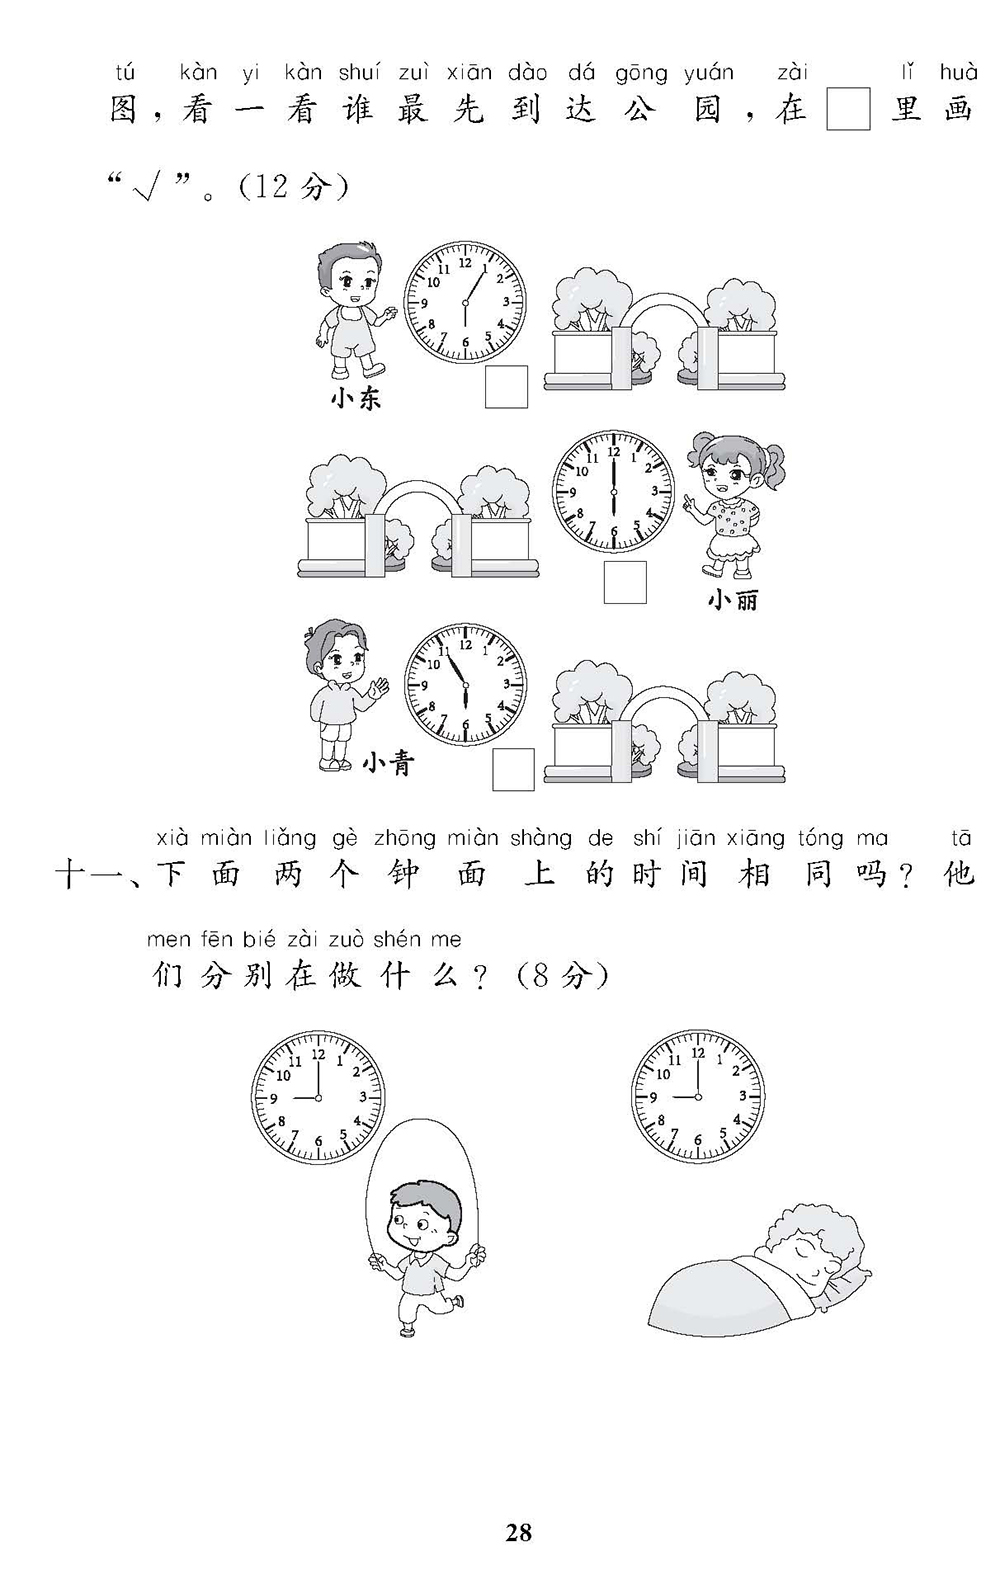 tú kàn yi kàn shuí zuì xiān dào dá gōng yuán zài lǐ huà
图，看一看谁最先到达公园，在□里画
“√”。（12分）
11 12 1
10 2
9 3
8 4
7 6 5
小东
11 12 1
10 2
9 3
8 4
7 6 5
小丽
11 12 1
10 2
9 3
8 4
7 6 5
小青
xià miàn liǎng gè zhōng miàn shàng de shí jiān xiāng tóng ma tā
十一、下面两个钟面上的时间相同吗？他
men fēn bié zài zuò shén me
们分别在做什么？（8分）
11 12 1
10 2
9 3
8 4
7 6 5
11 12 1
10 2
9 3
8 4
7 6 5
28